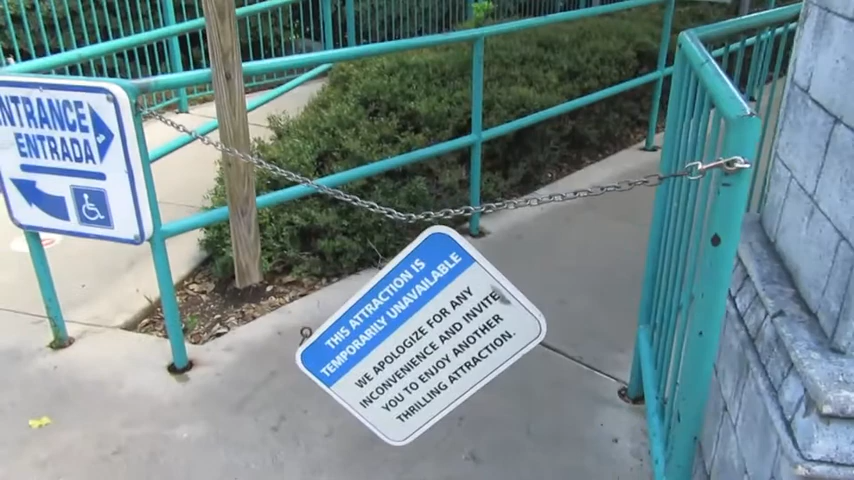 ENTRANCE
ENTRADA
THIS ATTRACTION IS
TEMPORARILY UNAVAILABLE
WE APOLOGIZE FOR ANY
INCONVENIENCE AND INVITE
YOU TO ENJOY ANOTHER
THRILLING ATTRACTION.